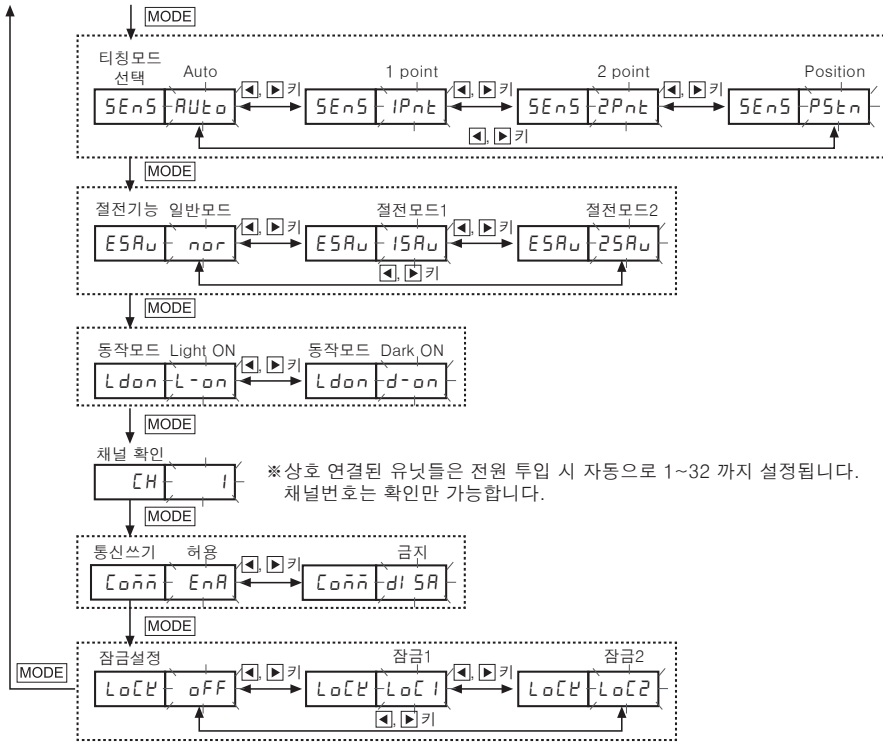 MODE
티칭모드
선택 Auto ◀, ▶ 키 1 point ◀, ▶ 키 2 point ◀, ▶ 키 Position
SEnS AUto SEnS 1Pnt SEnS 2Pnt SEnS PStn
◀, ▶ 키
MODE
절전기능 일반모드 ◀, ▶ 키 절전모드1 ◀, ▶ 키 절전모드2
ESAv nor ESAv 1SAv ESAv 2SAv
◀, ▶ 키
MODE
동작모드 Light ON ◀, ▶ 키 동작모드 Dark ON
Ldon L-on Ldon d-on
MODE
채널 확인
CH 1
※상호 연결된 유닛들은 전원 투입 시 자동으로 1~32 까지 설정됩니다.
채널번호는 확인만 가능합니다.
MODE
통신쓰기 허용 ◀, ▶ 키 금지
Comm EnA Comm dISA
MODE
잠금설정 ◀, ▶ 키 잠금1 ◀, ▶ 키 잠금2
MODE
LoCK oFF LoCK LoC1 LoCK LoC2
◀, ▶ 키